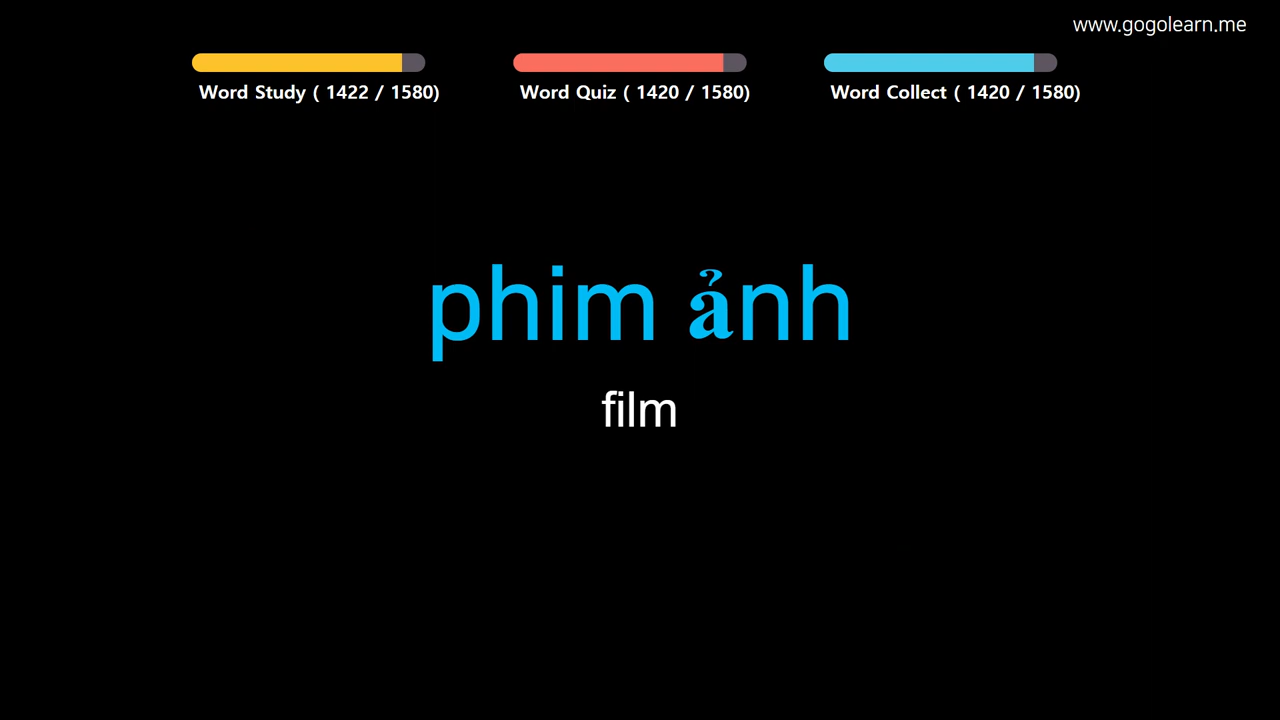 www.gogolearn.me
Word Study ( 1422 / 1580)
Word Quiz ( 1420 / 1580)
Word Collect ( 1420 / 1580)
phim ảnh
film